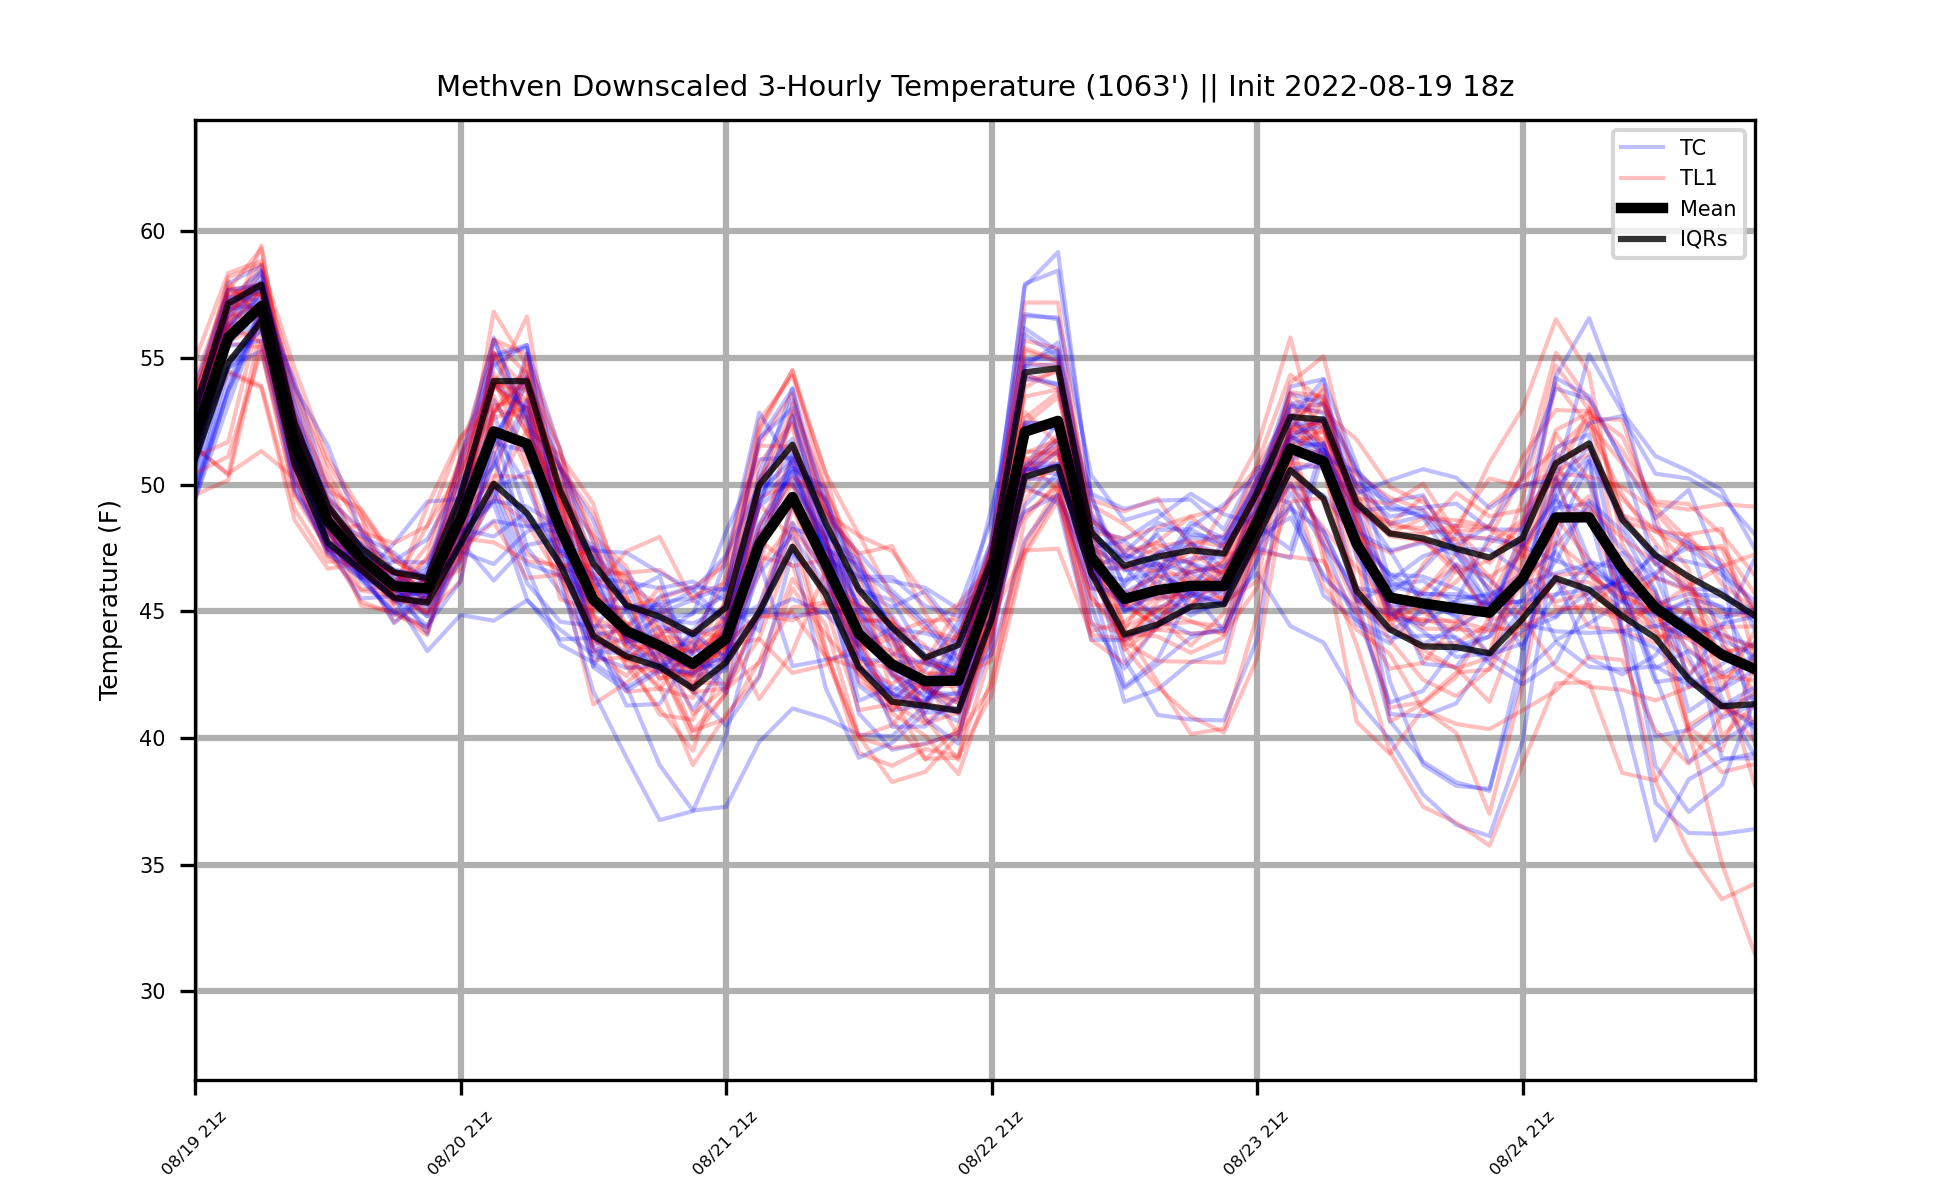 Methven Downscaled 3-Hourly Temperature (1063') || Init 2022-08-19 18z
TC
TL1
Mean
IQRs
Temperature (F)
60
55
50
45
40
35
30
08/19 21z
08/20 21z
08/21 21z
08/22 21z
08/23 21z
08/24 21z